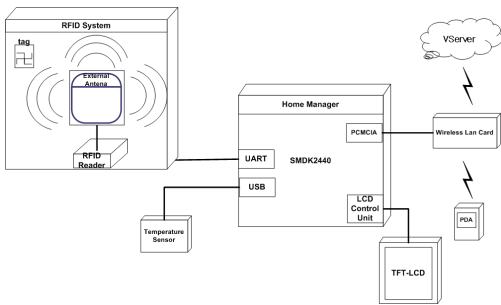 RFID System
tag
External
Antena
RFID
Reader
VServer
Home Manager
PCMCIA
Wireless Lan Card
UART
SMDK2440
USB
LCD
Control
Unit
Temperature
Sensor
PDA
TFT-LCD